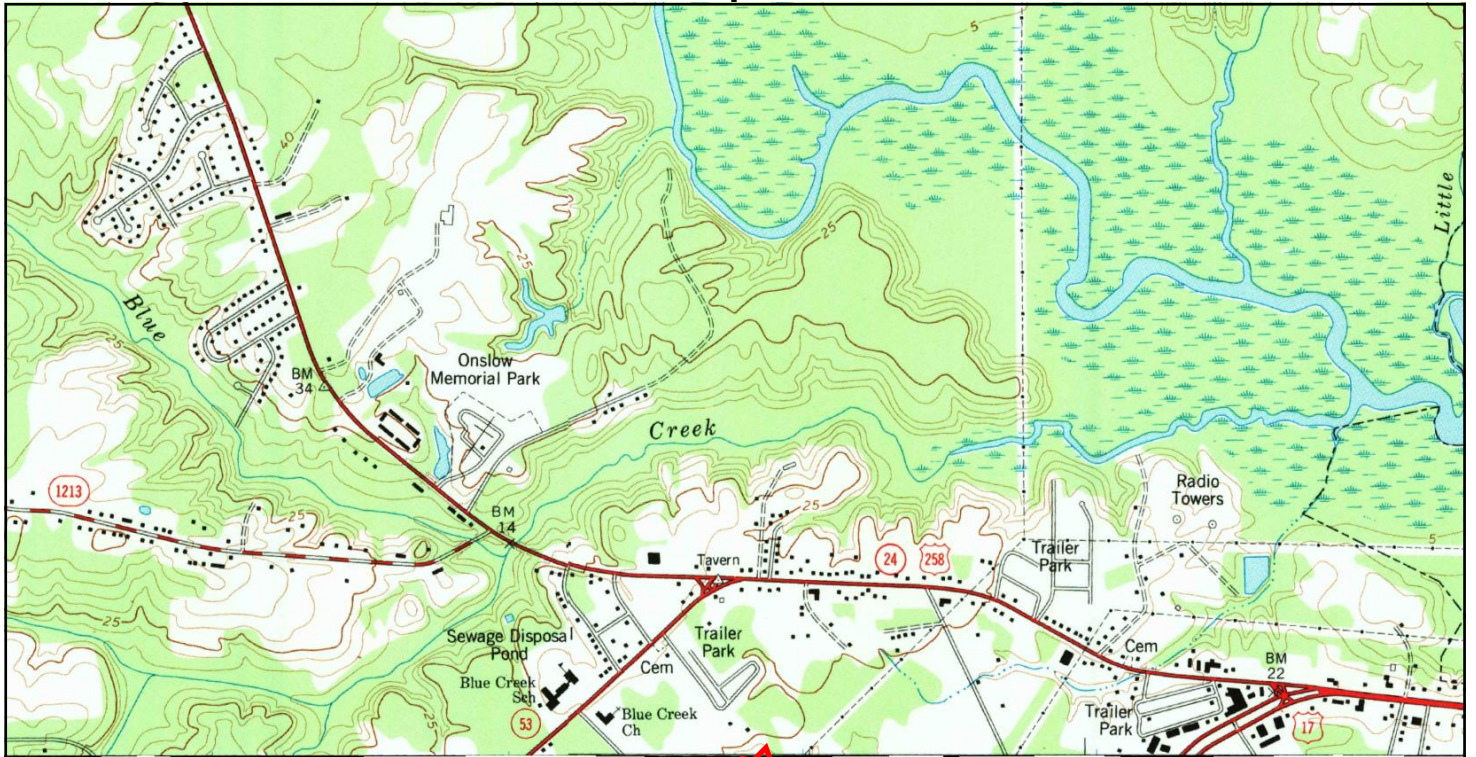 5
40
Little
25
25
Blue
25
Onslow
Memorial Park
BM
34
Creek
1213
25
BM
14
Radio
Towers
Tavern
24
258
Trailer
Park
5
Sewage Disposal
Pond
Trailer
Park
Cem
Cem
25
Blue Creek
Sch
BM
22
53
Blue Creek
Ch
25
Trailer
Park
17